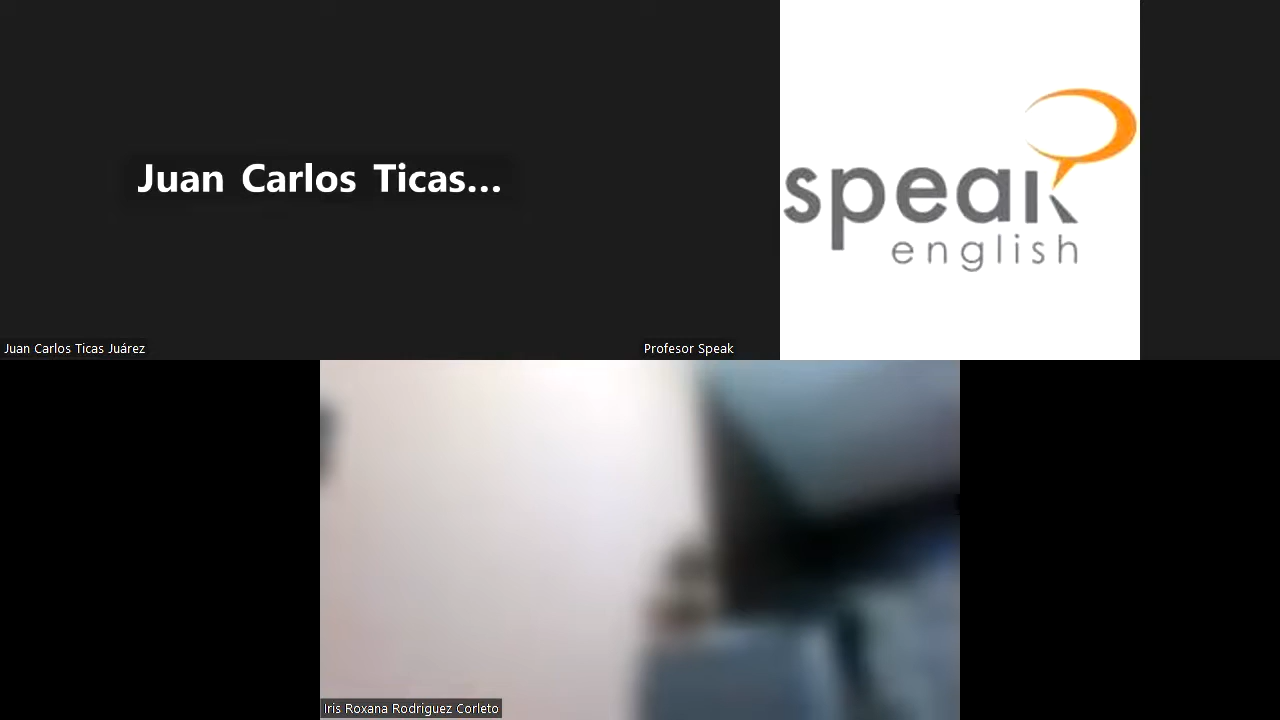 Juan Carlos Ticas...
speak
english
Juan Carlos Ticas Juárez
Profesor Speak
Iris Roxana Rodriguez Corleto